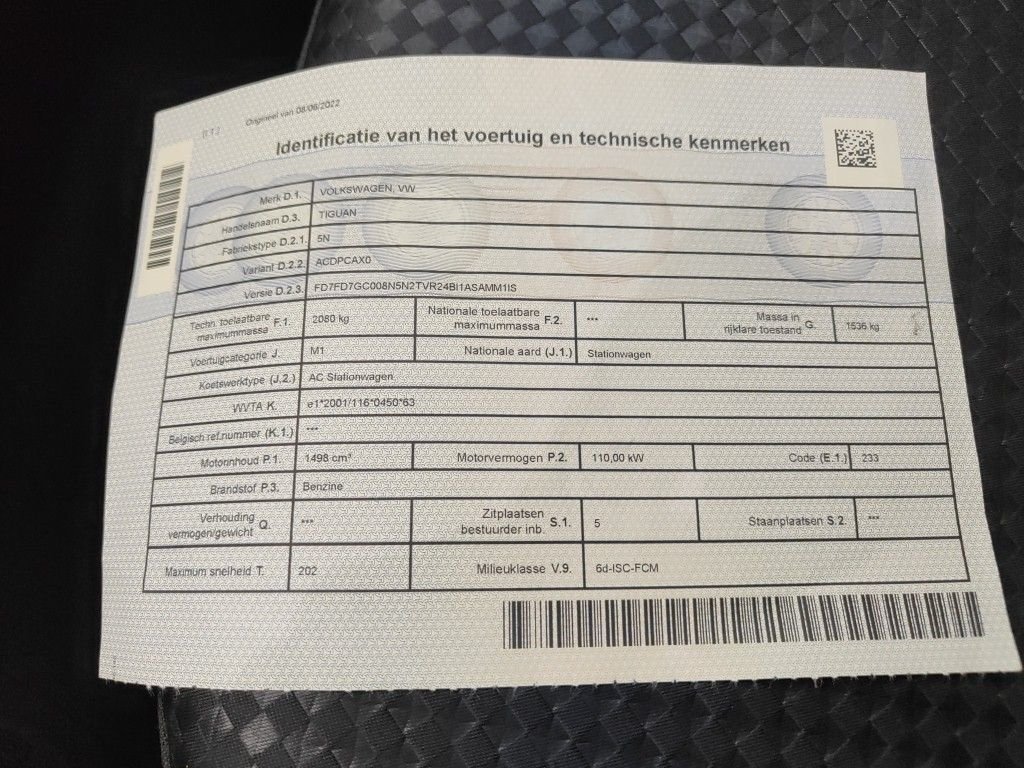 Origineel van 08/06/2022
Identificatie van het voertuig en technische kenmerken
Merk D.1. VOLKSWAGEN, VW
Handelsnaam D.3. TIGUAN
Fabriekstype D.2.1. 5N
Variant D.2.2. ACDPCAX0
Versie D.2.3. FD7FD7GC008N5N2TVR24BI1ASAMM1IS
Techn. toelaatbare maximummassa F.1. 2080 kg Nationale toelaatbare maximummassa F.2. *** Massa in rijklare toestand G. 1536 kg
Voertuigcategorie J. M1 Nationale aard (J.1.) Stationwagen
Koetswerktype (J.2.) AC Stationwagen
WVTA K. e1*2001/116*0450*63
Belgisch ref.nummer (K.1.) ***
Motorinhoud P.1. 1498 cm³ Motorvermogen P.2. 110,00 kW Code (E.1.) 233
Brandstof P.3. Benzine
Verhouding vermogen/gewicht Q. *** Zitplaatsen bestuurder inb. S.1. 5 Staanplaatsen S.2. ***
Maximum snelheid T. 202 Milieuklasse V.9. 6d-ISC-FCM